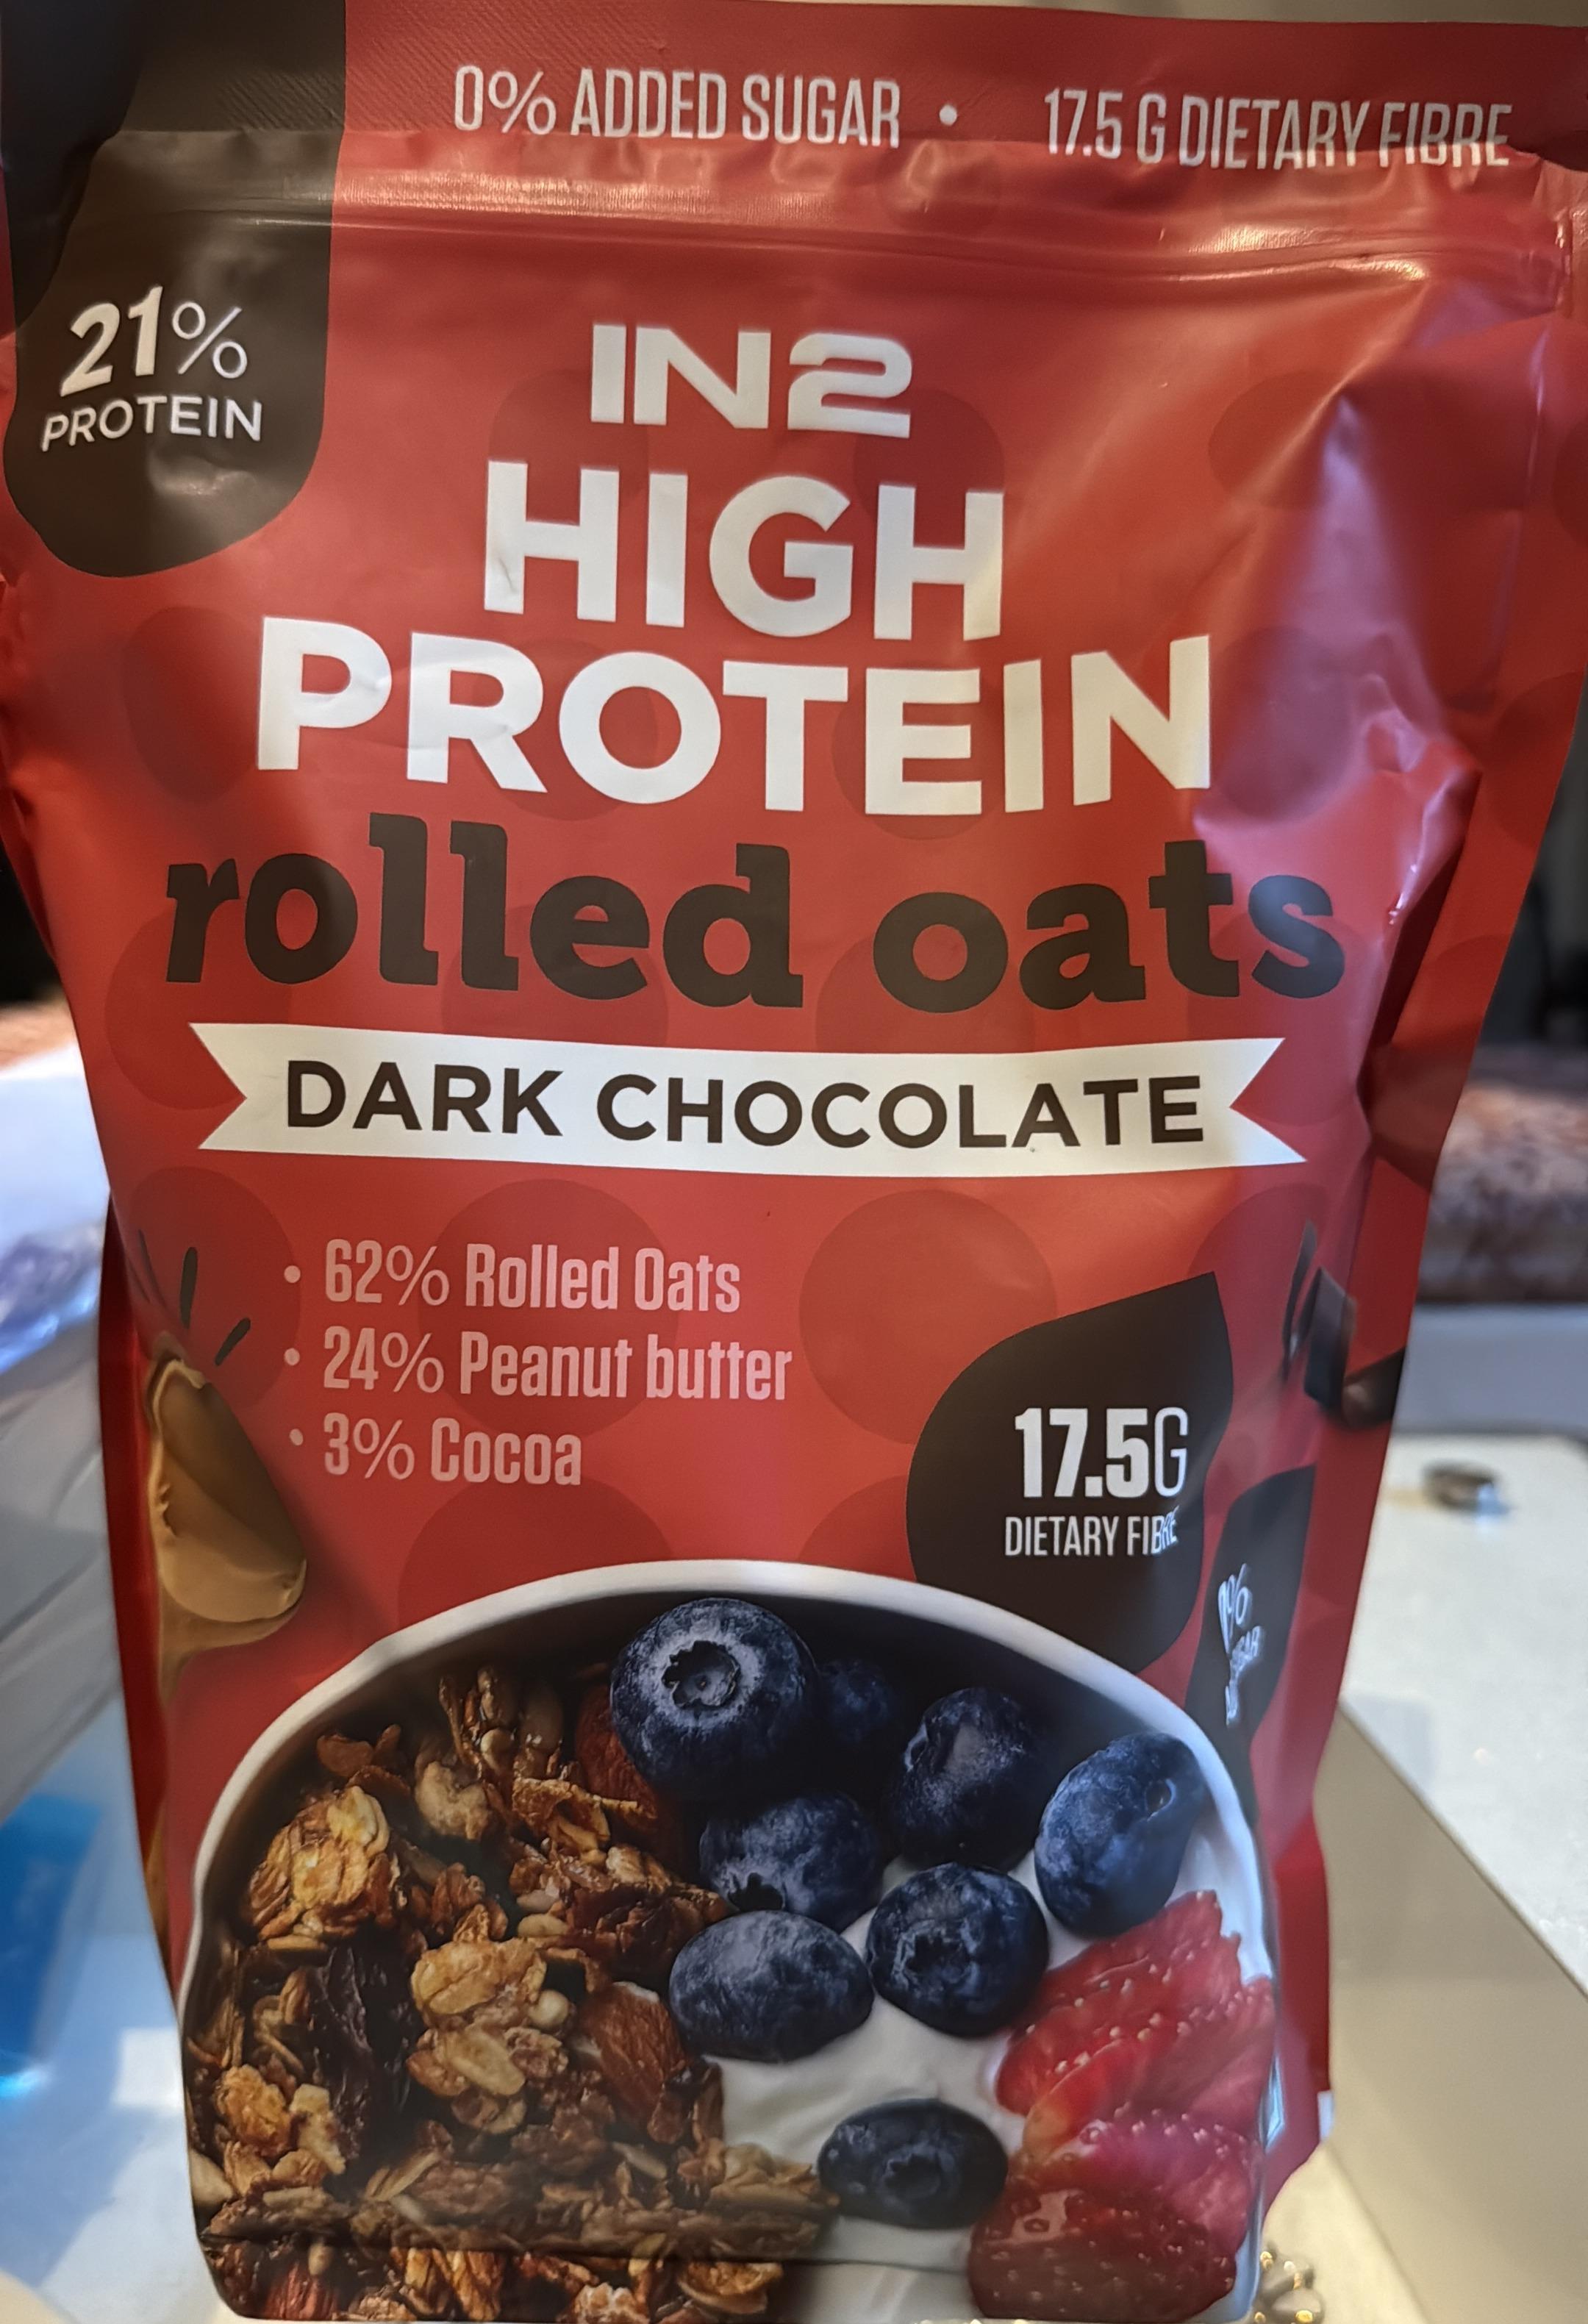 0% ADDED SUGAR • 17.5 G DIETARY FIBRE
21%
PROTEIN
IN2
HIGH
PROTEIN
rolled oats
DARK CHOCOLATE
• 62% Rolled Oats
• 24% Peanut butter
• 3% Cocoa
17.5G
DIETARY FIBRE